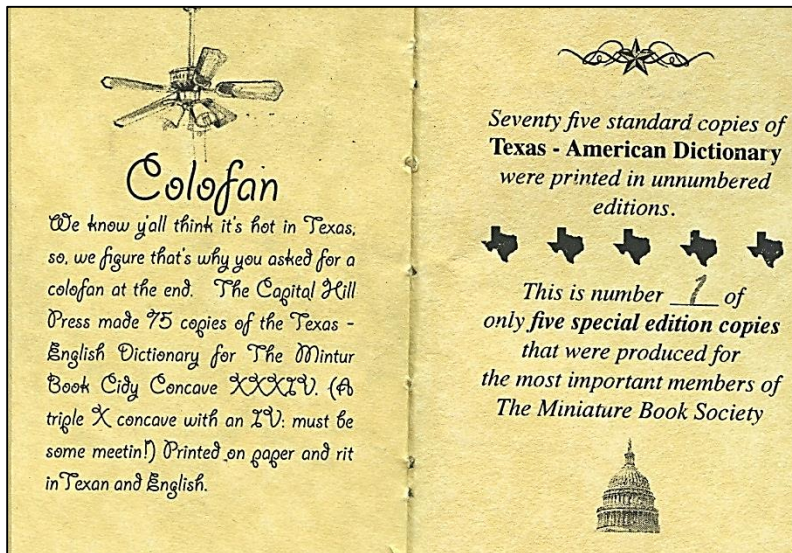 Colofan
We know y'all think it's hot in Texas,
so, we figure that's why you asked for a
colofan at the end. The Capital Hill
Press made 75 copies of the Texas -
English Dictionary for The Mintur
Book Cidy Concave XXXIV. (A
triple X concave with an IV: must be
some meetin!) Printed on paper and rit
in Texan and English.
Seventy five standard copies of
Texas - American Dictionary
were printed in unnumbered
editions.
This is number 1 of
only five special edition copies
that were produced for
the most important members of
The Miniature Book Society